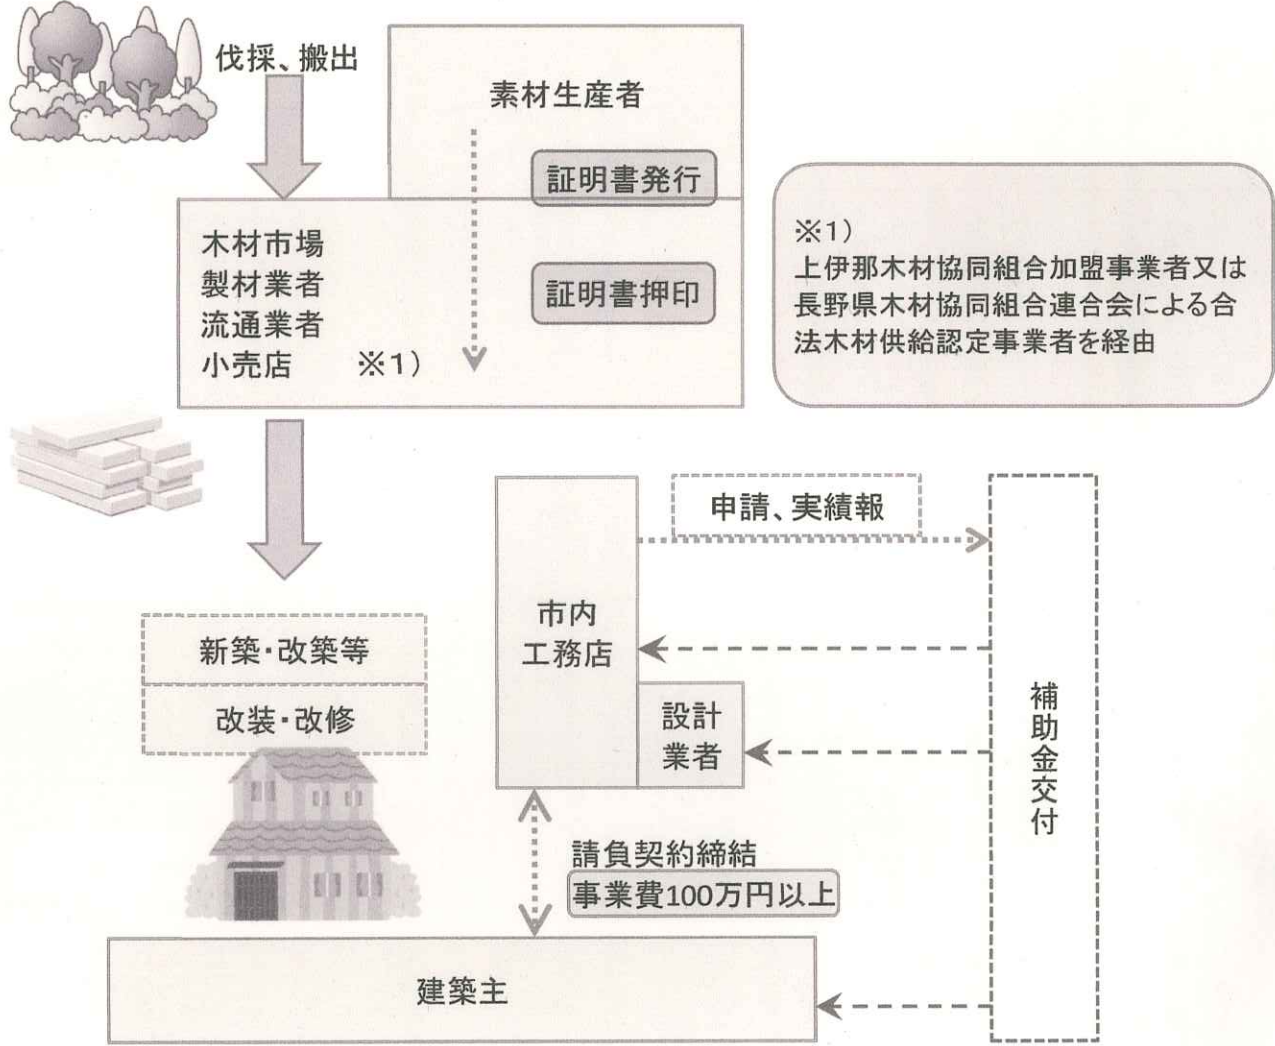 伐採、搬出
素材生産者
証明書発行
木材市場
製材業者
流通業者
小売店 ※1)
証明書押印
※1)
上伊那木材協同組合加盟事業者又は
長野県木材協同組合連合会による合
法木材供給認定事業者を経由
申請、実績報
市内
工務店
新築・改築等
改装・改修
設計
業者
補助金交付
請負契約締結
事業費100万円以上
建築主